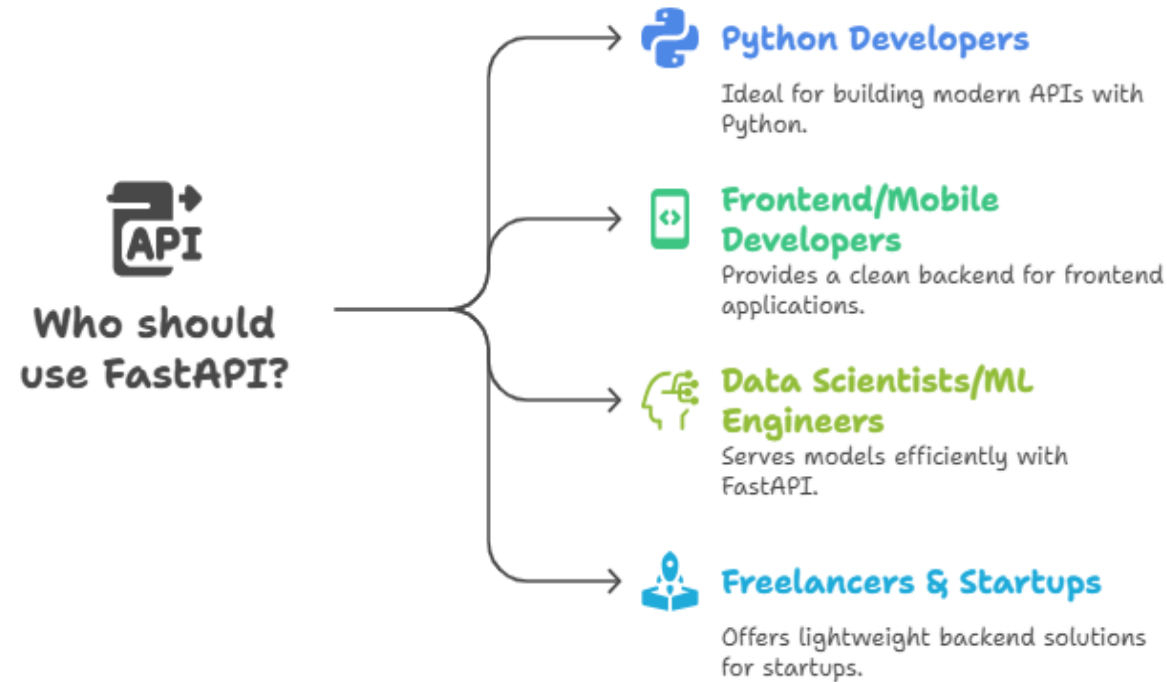 API
Who should
use FastAPI?
Python Developers
Ideal for building modern APIs with
Python.
Frontend/Mobile
Developers
Provides a clean backend for frontend
applications.
Data Scientists/ML
Engineers
Serves models efficiently with
FastAPI.
Freelancers & Startups
Offers lightweight backend solutions
for startups.